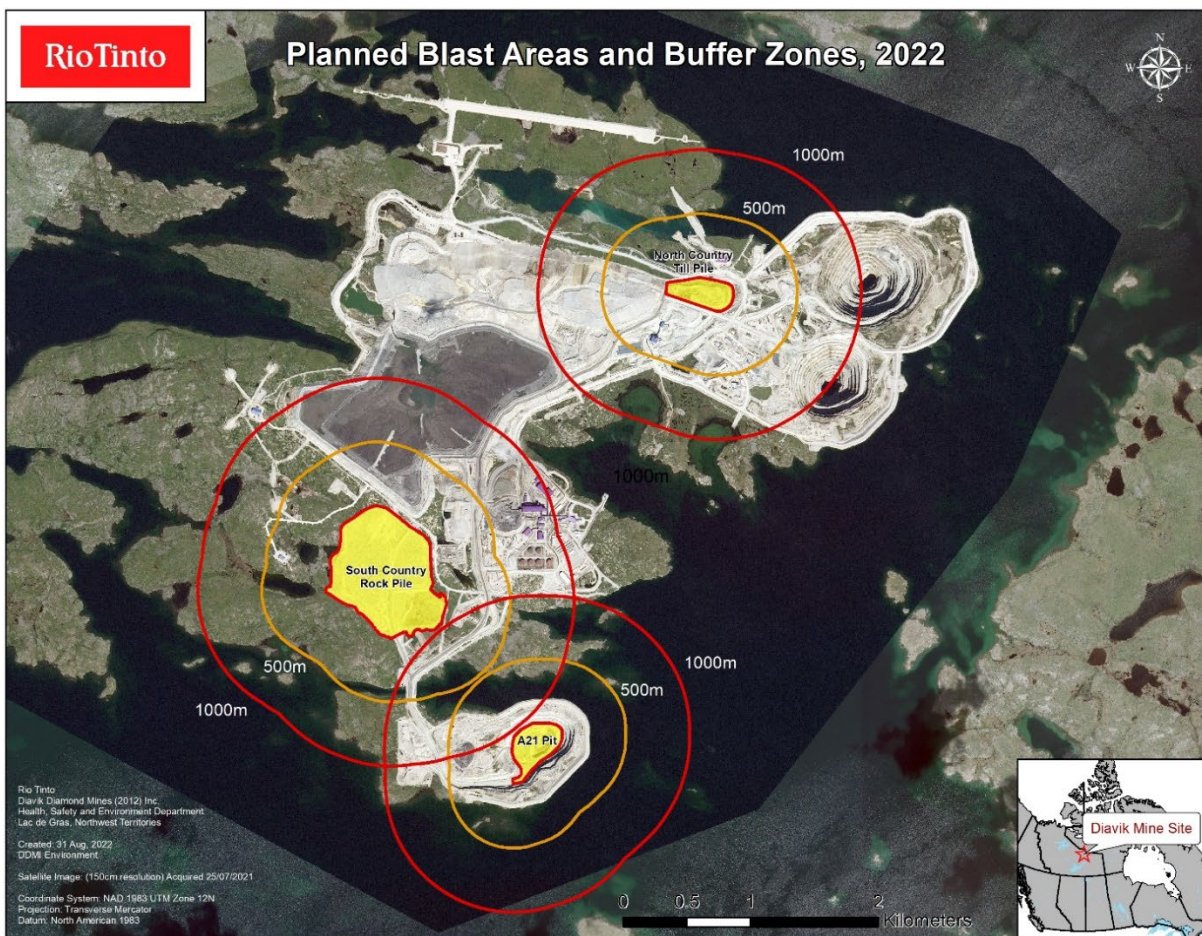 RioTinto
Planned Blast Areas and Buffer Zones, 2022
N
W E
S
1000m
500m
North Country
Till Pile
1000m
South Country
Rock Pile
500m
1000m
1000m
500m
A21 Pit
Rio Tinto
Diavik Diamond Mines (2012) Inc.
Health, Safety and Environment Department
Lac de Gras, Northwest Territories
Created: 31 Aug, 2022
DDMI Environment
Satellite Image: (150cm resolution) Acquired 25/07/2021
Coordinate System: NAD 1983 UTM Zone 12N
Projection: Transverse Mercator
Datum: North American 1983
0 0.5 1 2
Kilometers
Diavik Mine Site